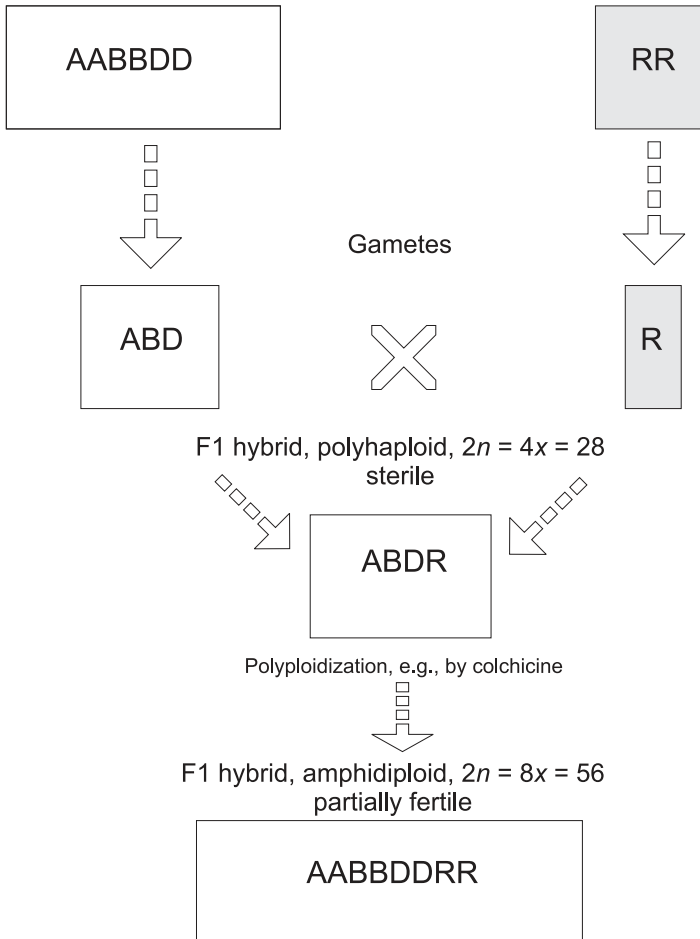 AABBDD
RR
Gametes
ABD
R
F1 hybrid, polyhaploid, 2n = 4x = 28
sterile
ABDR
Polyploidization, e.g., by colchicine
F1 hybrid, amphidiploid, 2n = 8x = 56
partially fertile
AABBDDRR